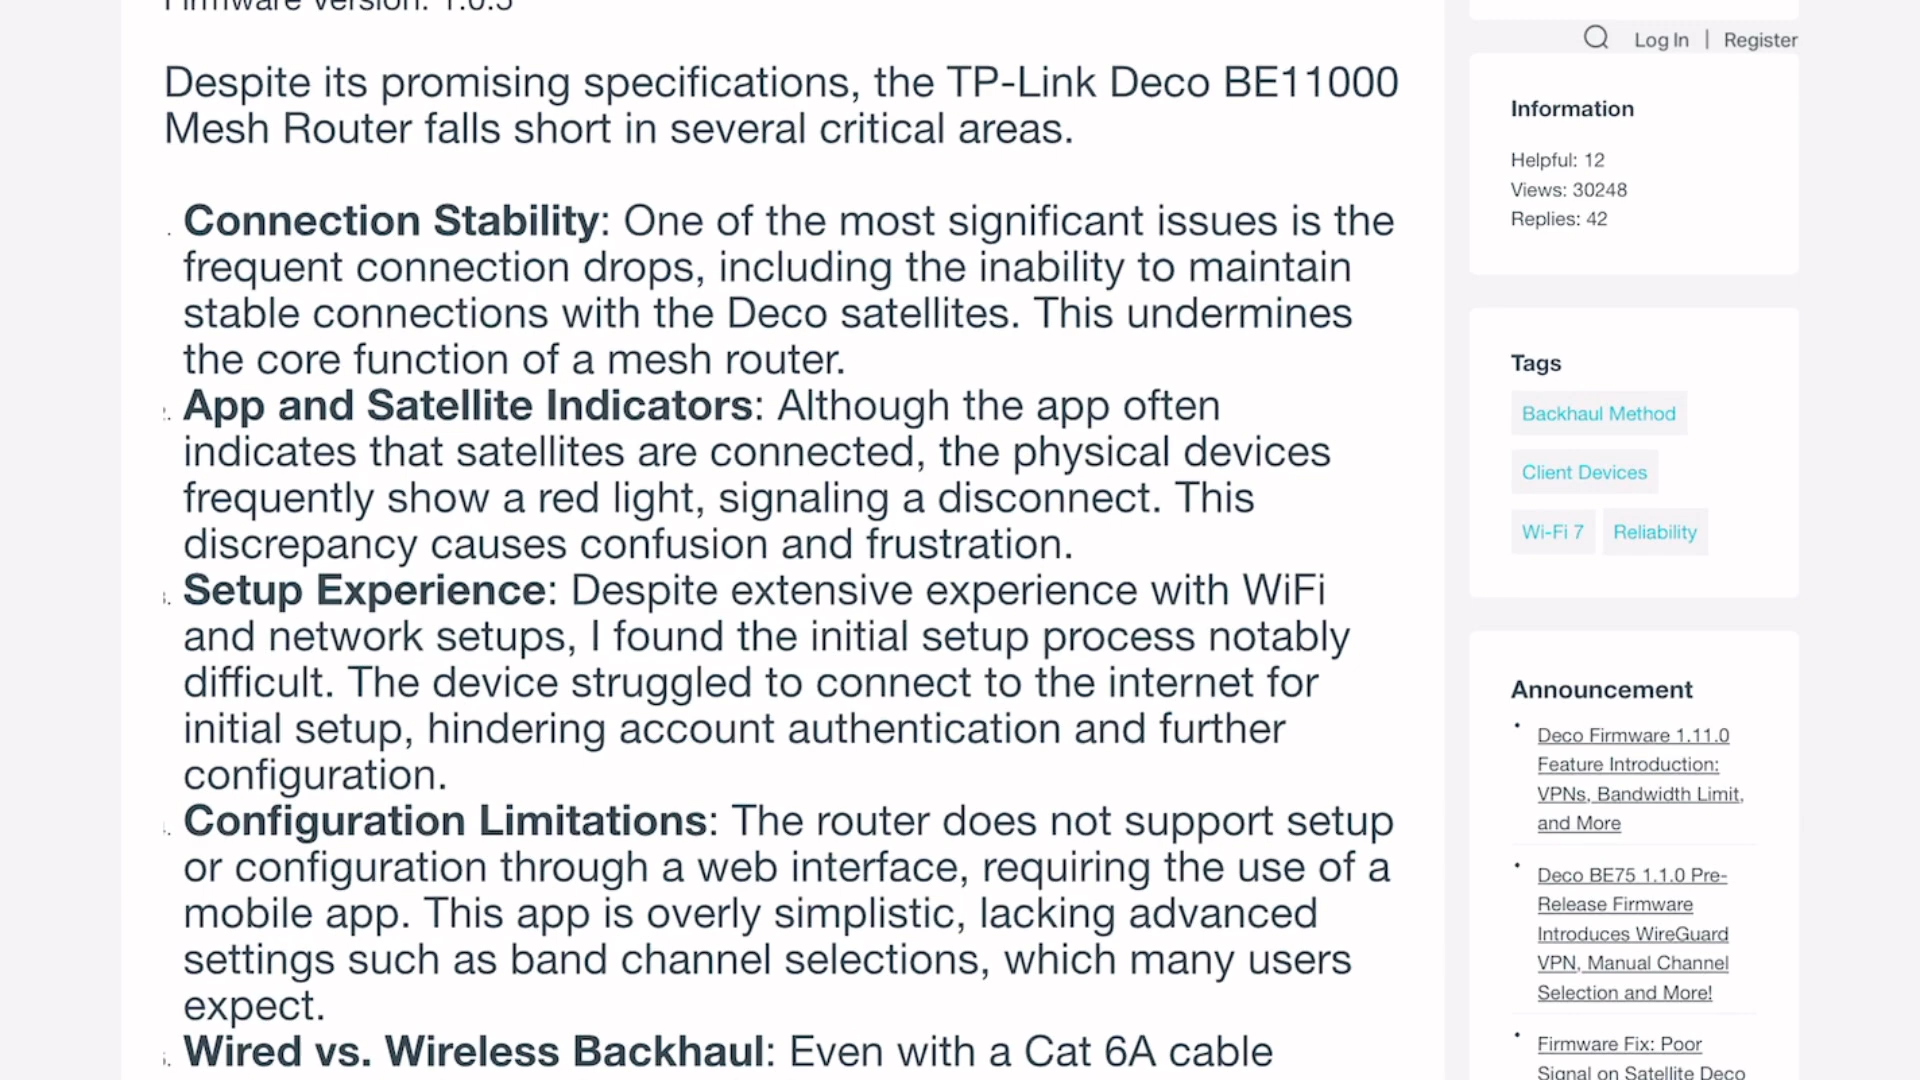 Firmware Version: 1.0.5
Despite its promising specifications, the TP-Link Deco BE11000
Mesh Router falls short in several critical areas.
Connection Stability: One of the most significant issues is the
frequent connection drops, including the inability to maintain
stable connections with the Deco satellites. This undermines
the core function of a mesh router.
App and Satellite Indicators: Although the app often
indicates that satellites are connected, the physical devices
frequently show a red light, signaling a disconnect. This
discrepancy causes confusion and frustration.
Setup Experience: Despite extensive experience with WiFi
and network setups, I found the initial setup process notably
difficult. The device struggled to connect to the internet for
initial setup, hindering account authentication and further
configuration.
Configuration Limitations: The router does not support setup
or configuration through a web interface, requiring the use of a
mobile app. This app is overly simplistic, lacking advanced
settings such as band channel selections, which many users
expect.
Wired vs. Wireless Backhaul: Even with a Cat 6A cable
Log In | Register
Information
Helpful: 12
Views: 30248
Replies: 42
Tags
Backhaul Method
Client Devices
Wi-Fi 7 Reliability
Announcement
Deco Firmware 1.11.0
Feature Introduction:
VPNs, Bandwidth Limit,
and More
Deco BE75 1.1.0 Pre-
Release Firmware
Introduces WireGuard
VPN, Manual Channel
Selection and More!
Firmware Fix: Poor
Signal on Satellite Deco